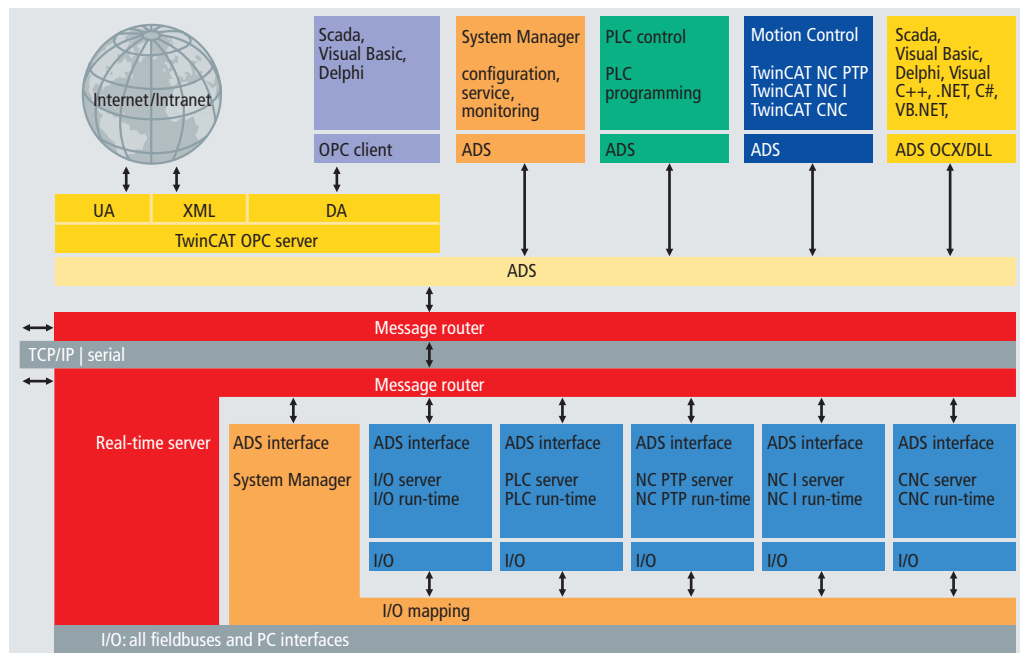 Internet/Intranet
Scada,
Visual Basic,
Delphi
OPC client
System Manager
configuration,
service,
monitoring
ADS
PLC control
PLC
programming
ADS
Motion Control
TwinCAT NC PTP
TwinCAT NC I
TwinCAT CNC
ADS
Scada,
Visual Basic,
Delphi, Visual
C++, .NET, C#,
VB.NET,
ADS OCX/DLL
UA
XML
DA
TwinCAT OPC server
ADS
Message router
TCP/IP | serial
Message router
Real-time server
ADS interface
System Manager
ADS interface
I/O server
I/O run-time
I/O
ADS interface
PLC server
PLC run-time
I/O
ADS interface
NC PTP server
NC PTP run-time
I/O
ADS interface
NC I server
NC I run-time
I/O
ADS interface
CNC server
CNC run-time
I/O
I/O mapping
I/O: all fieldbuses and PC interfaces